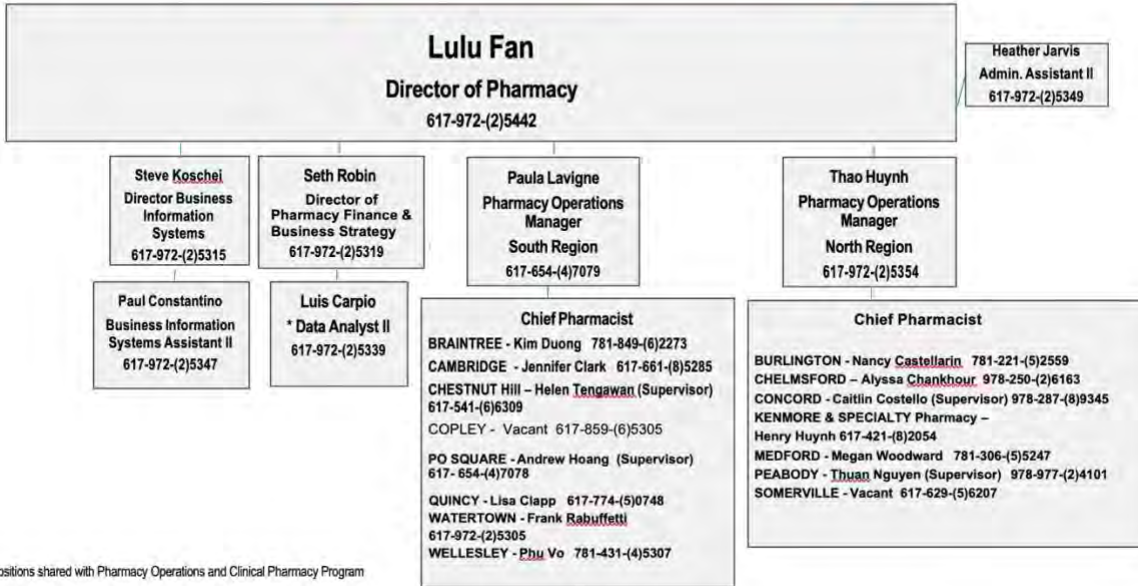 Lulu Fan
Director of Pharmacy
617-972-(2)5442
Heather Jarvis
Admin. Assistant II
617-972-(2)5349
Steve Koschei
Director Business
Information
Systems
617-972-(2)5315
Seth Robin
Director of
Pharmacy Finance &
Business Strategy
617-972-(2)5319
Paula Lavigne
Pharmacy Operations
Manager
South Region
617-654-(4)7079
Thao Huynh
Pharmacy Operations
Manager
North Region
617-972-(2)5354
Paul Constantino
Business Information
Systems Assistant II
617-972-(2)5347
Luis Carpio
* Data Analyst II
617-972-(2)5339
Chief Pharmacist
BRAINTREE - Kim Duong 781-849-(6)2273
CAMBRIDGE - Jennifer Clark 617-661-(8)5285
CHESTNUT Hill – Helen Tengawan (Supervisor)
617-541-(6)6309
COPLEY - Vacant 617-859-(6)5305
PO SQUARE - Andrew Hoang (Supervisor)
617- 654-(4)7078
QUINCY - Lisa Clapp 617-774-(5)0748
WATERTOWN - Frank Rabuffetti
617-972-(2)5305
WELLESLEY - Phu Vo 781-431-(4)5307
Chief Pharmacist
BURLINGTON - Nancy Castellarin 781-221-(5)2559
CHELMSFORD – Alyssa Chankhour 978-250-(2)6163
CONCORD - Caitlin Costello (Supervisor) 978-287-(8)9345
KENMORE & SPECIALTY Pharmacy –
Henry Huynh 617-421-(8)2054
MEDFORD - Megan Woodward 781-306-(5)5247
PEABODY - Thuan Nguyen (Supervisor) 978-977-(2)4101
SOMERVILLE - Vacant 617-629-(5)6207
ositions shared with Pharmacy Operations and Clinical Pharmacy Program